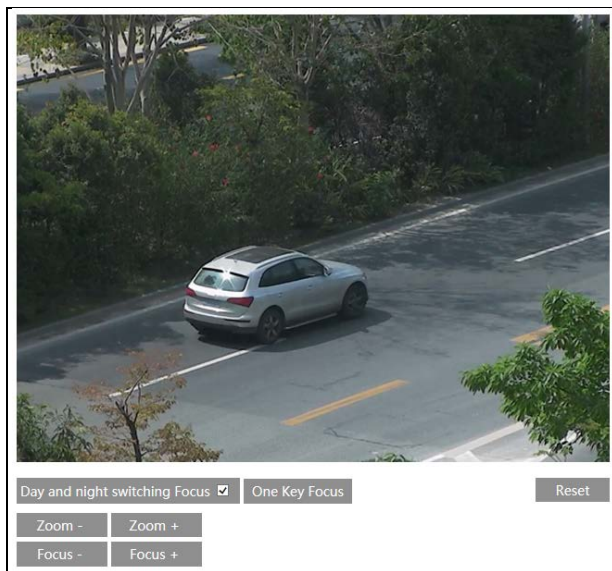 Day and night switching Focus One Key Focus Reset
Zoom - Zoom +
Focus - Focus +